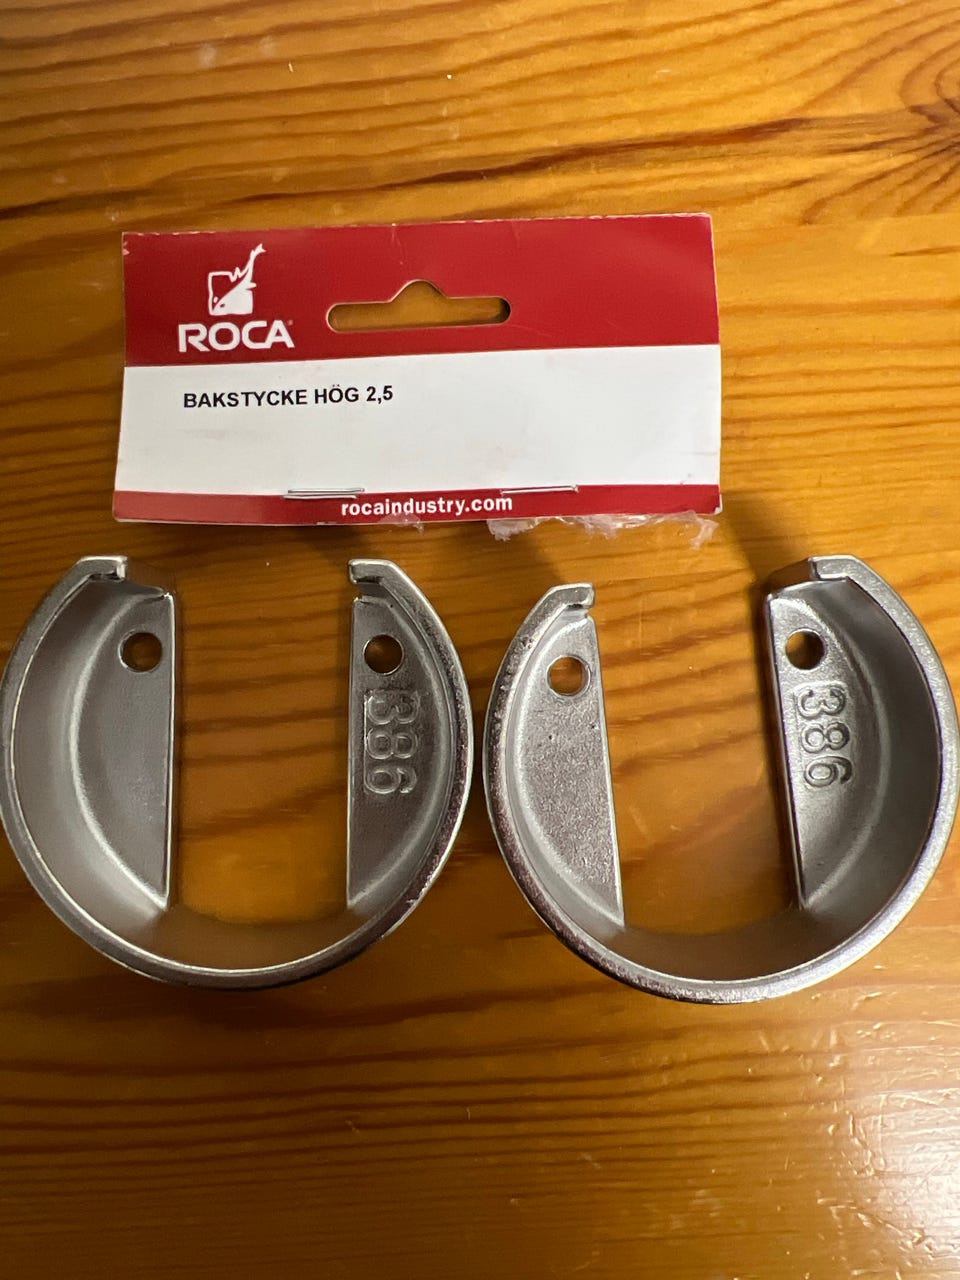 ROCA
BAKSTYCKE HÖG 2,5
rocaindustry.com
386
386